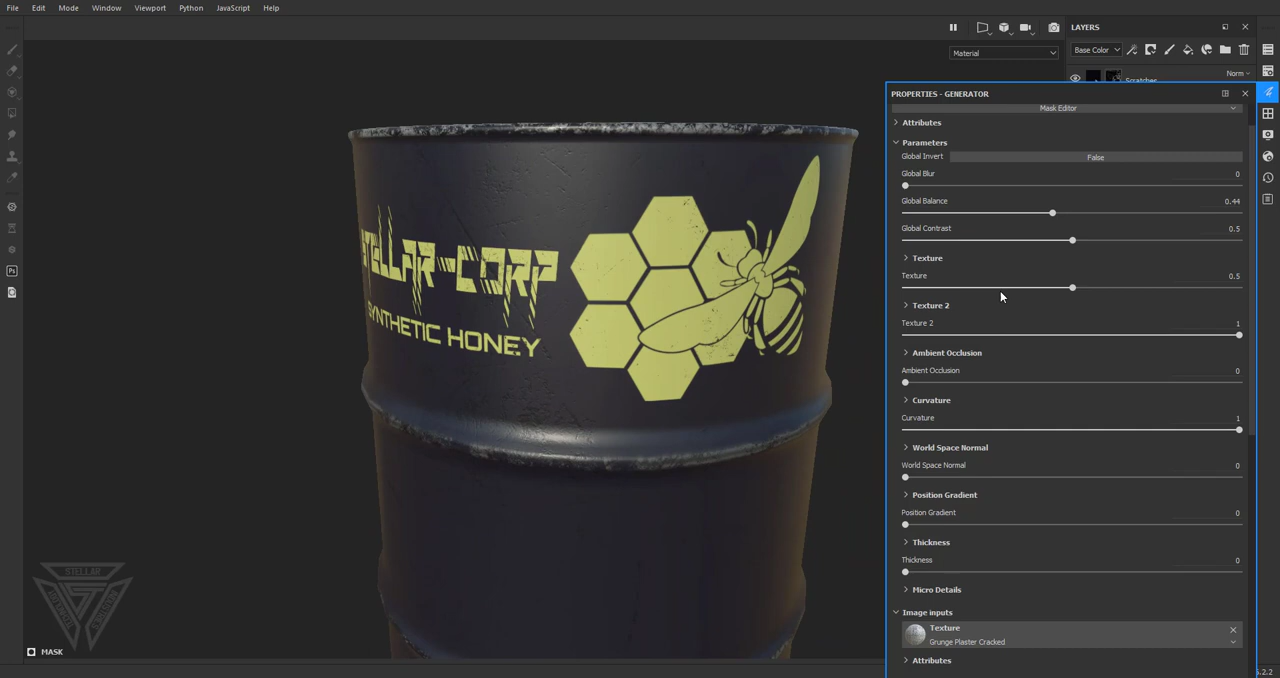 File Edit Mode Window Viewport Python JavaScript Help
LAYERS
Material
Base Color
Norm
Scratches
PROPERTIES - GENERATOR
Mask Editor
Attributes
Parameters
Global Invert False
Global Blur 0
Global Balance 0.44
Global Contrast 0.5
Texture
Texture 0.5
Texture 2
Texture 2 1
Ambient Occlusion
Ambient Occlusion 0
Curvature
Curvature 1
World Space Normal
World Space Normal 0
Position Gradient
Position Gradient 0
Thickness
Thickness 0
Micro Details
Image inputs
Texture
Grunge Plaster Cracked
Attributes
STELLAR-CORP
SYNTHETIC HONEY
Ps
STELLAR
MASK
5.2.2